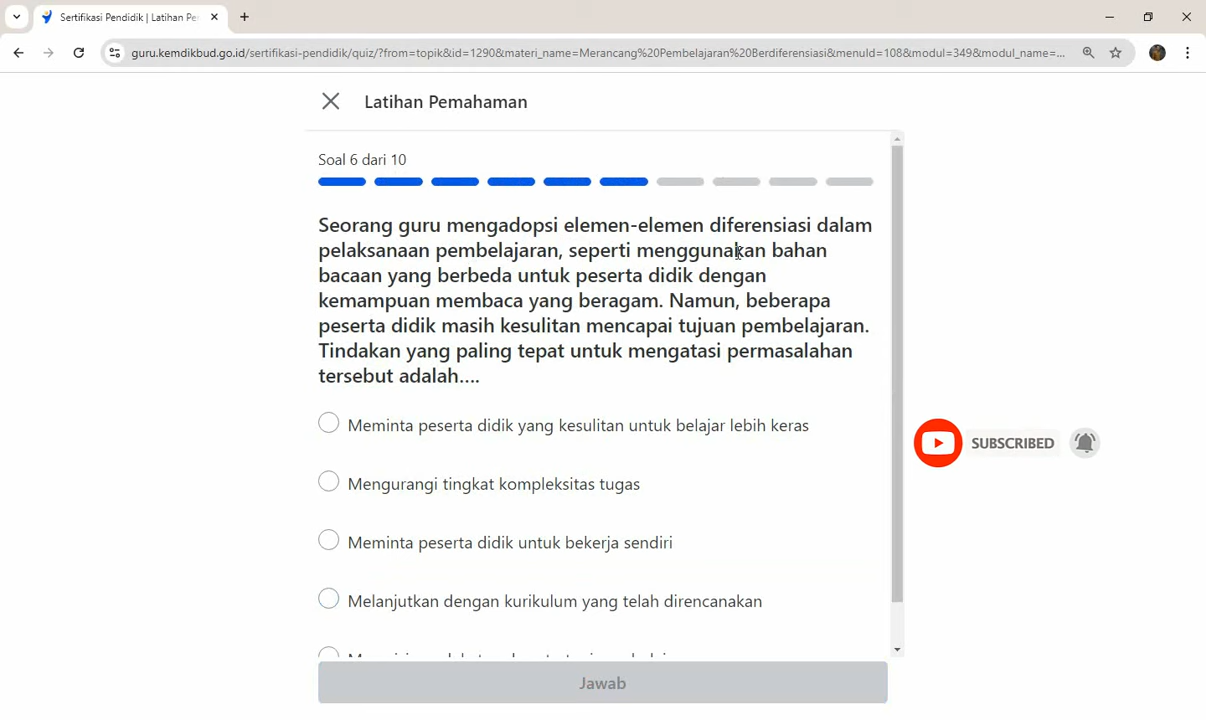 Sertifikasi Pendidik | Latihan Pe
guru.kemdikbud.go.id/sertifikasi-pendidik/quiz/?from=topik&id=1290&materi_name=Merancang%20Pembelajaran%20Berdiferensiasi&menuId=108&modul=349&modul_name=...
Latihan Pemahaman
Soal 6 dari 10
Seorang guru mengadopsi elemen-elemen diferensiasi dalam
pelaksanaan pembelajaran, seperti menggunakan bahan
bacaan yang berbeda untuk peserta didik dengan
kemampuan membaca yang beragam. Namun, beberapa
peserta didik masih kesulitan mencapai tujuan pembelajaran.
Tindakan yang paling tepat untuk mengatasi permasalahan
tersebut adalah....
Meminta peserta didik yang kesulitan untuk belajar lebih keras
Mengurangi tingkat kompleksitas tugas
Meminta peserta didik untuk bekerja sendiri
Melanjutkan dengan kurikulum yang telah direncanakan
SUBSCRIBED
Jawab